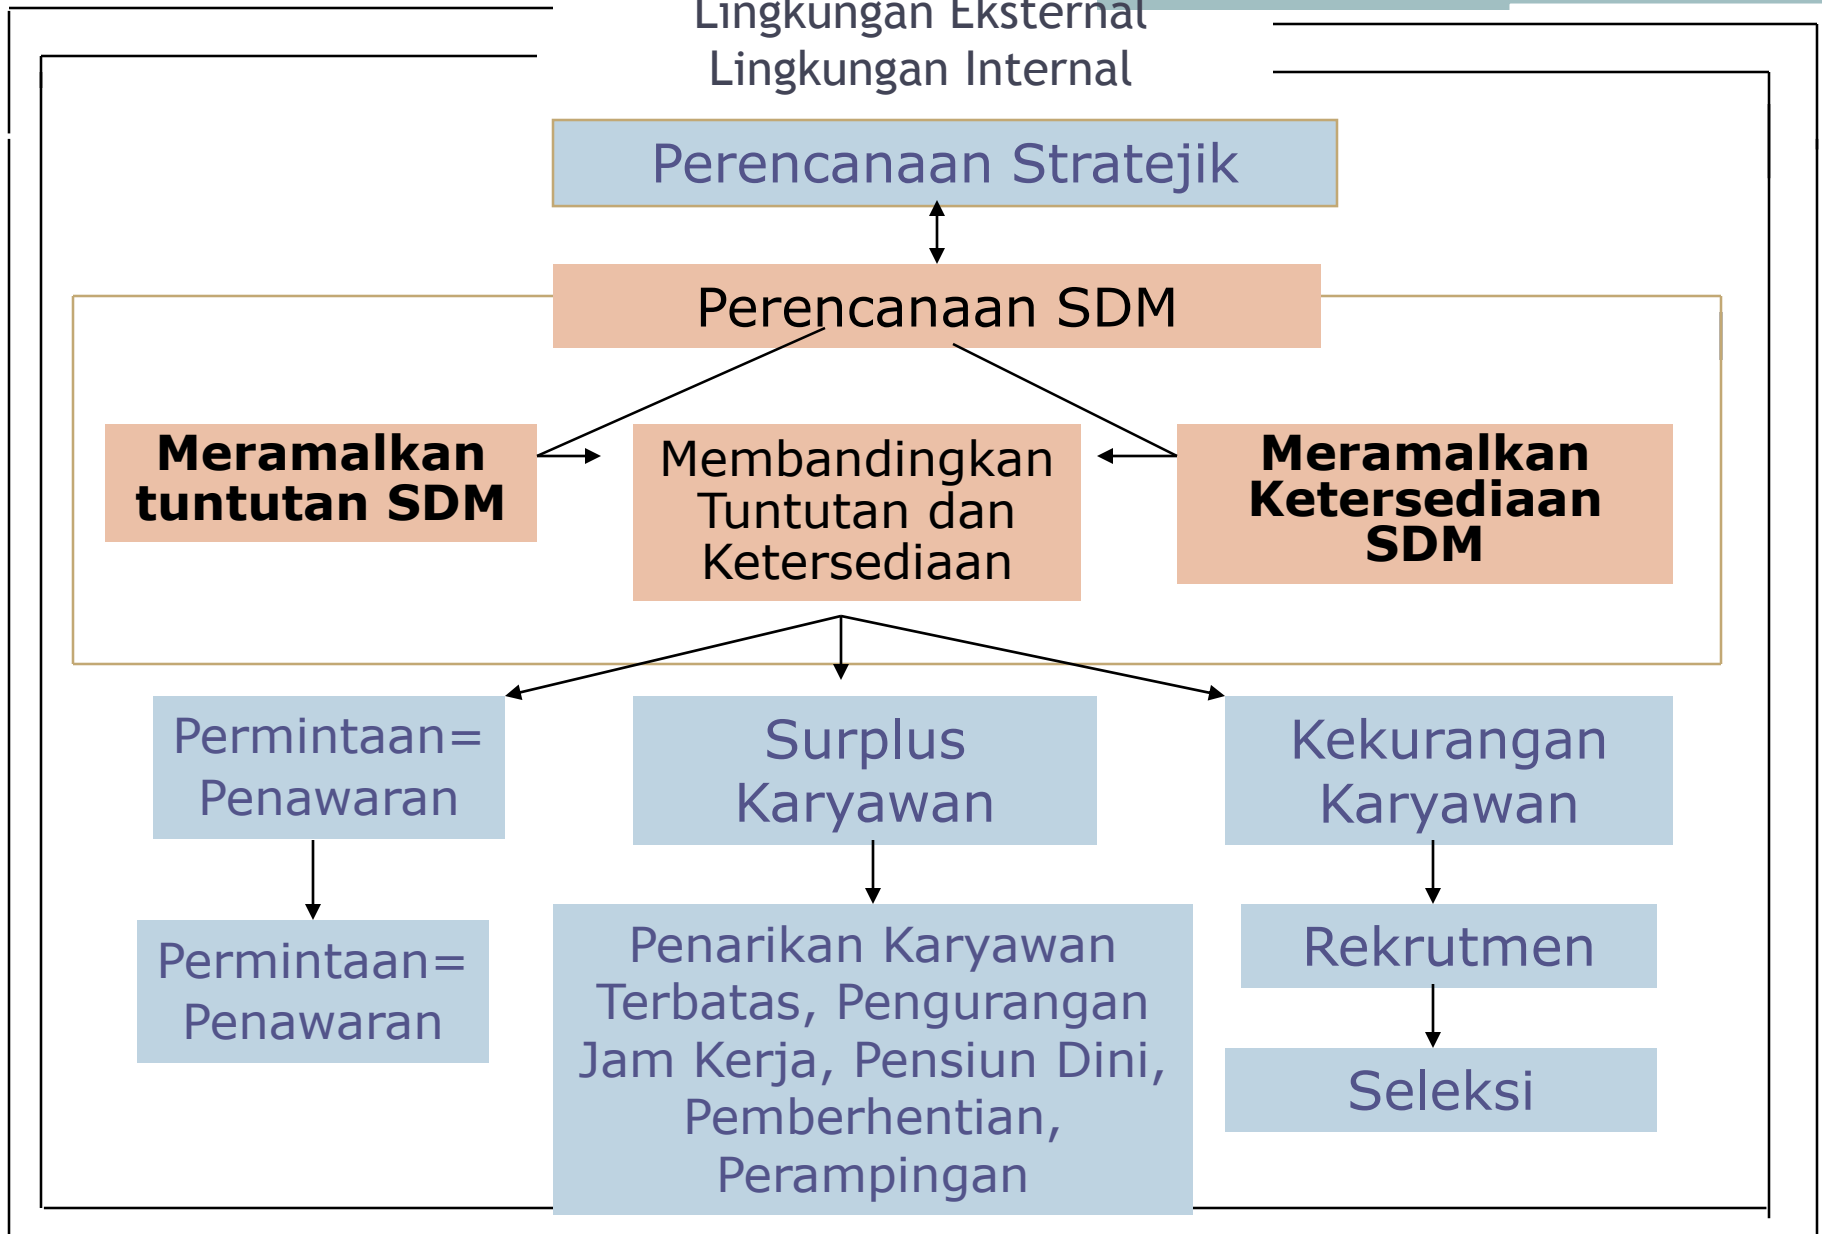 Lingkungan Eksternal
Lingkungan Internal
Perencanaan Stratejik
Perencanaan SDM
Meramalkan
tuntutan SDM
Membandingkan
Tuntutan dan
Ketersediaan
Meramalkan
Ketersediaan
SDM
Permintaan=
Penawaran
Surplus
Karyawan
Kekurangan
Karyawan
Permintaan=
Penawaran
Penarikan Karyawan
Terbatas, Pengurangan
Jam Kerja, Pensiun Dini,
Pemberhentian,
Perampingan
Rekrutmen
Seleksi